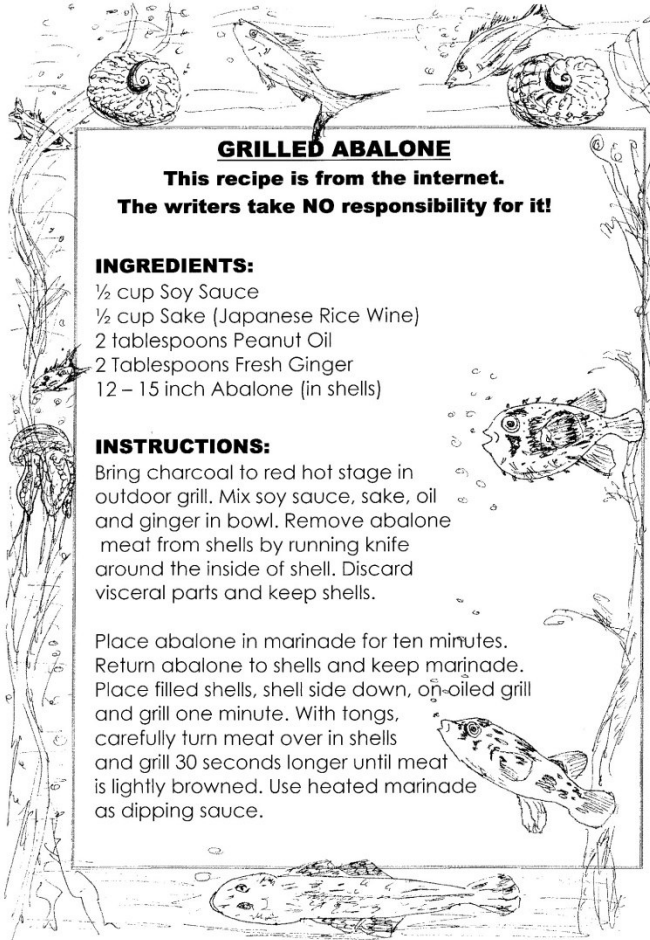 GRILLED ABALONE
This recipe is from the internet.
The writers take NO responsibility for it!
INGREDIENTS:
½ cup Soy Sauce
½ cup Sake (Japanese Rice Wine)
2 tablespoons Peanut Oil
2 Tablespoons Fresh Ginger
12 – 15 inch Abalone (in shells)
INSTRUCTIONS:
Bring charcoal to red hot stage in
outdoor grill. Mix soy sauce, sake, oil
and ginger in bowl. Remove abalone
meat from shells by running knife
around the inside of shell. Discard
visceral parts and keep shells.
Place abalone in marinade for ten minutes.
Return abalone to shells and keep marinade.
Place filled shells, shell side down, on oiled grill
and grill one minute. With tongs,
carefully turn meat over in shells
and grill 30 seconds longer until meat
is lightly browned. Use heated marinade
as dipping sauce.